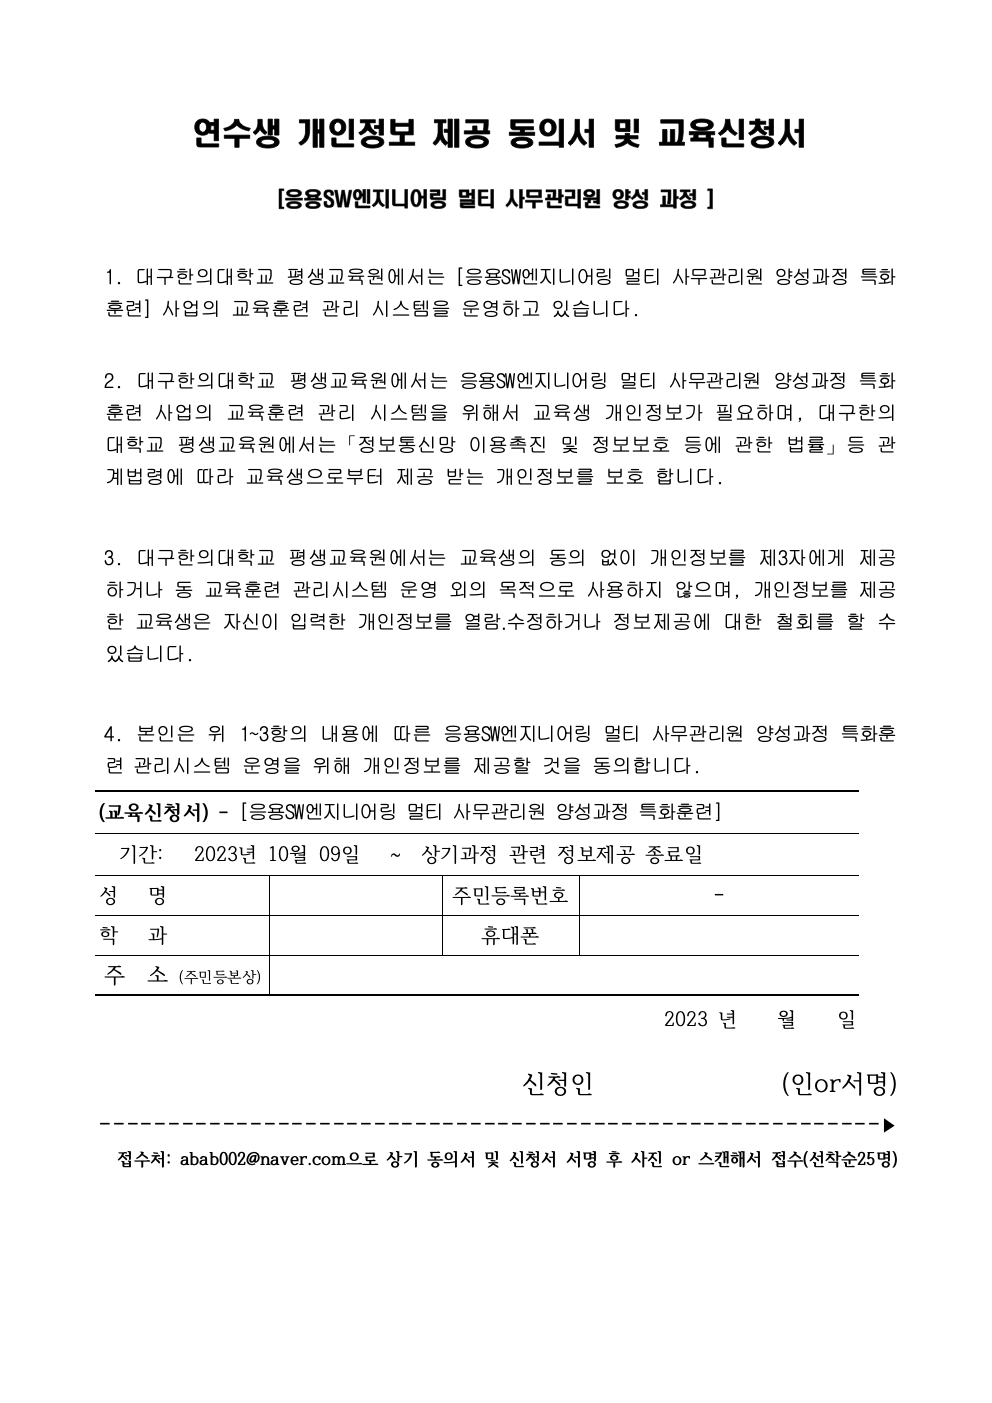 연수생 개인정보 제공 동의서 및 교육신청서
[응용SW엔지니어링 멀티 사무관리원 양성 과정 ]
1. 대구한의대학교 평생교육원에서는 [응용SW엔지니어링 멀티 사무관리원 양성과정 특화
훈련] 사업의 교육훈련 관리 시스템을 운영하고 있습니다.
2. 대구한의대학교 평생교육원에서는 응용SW엔지니어링 멀티 사무관리원 양성과정 특화
훈련 사업의 교육훈련 관리 시스템을 위해서 교육생 개인정보가 필요하며, 대구한의
대학교 평생교육원에서는「정보통신망 이용촉진 및 정보보호 등에 관한 법률」등 관
계법령에 따라 교육생으로부터 제공 받는 개인정보를 보호 합니다.
3. 대구한의대학교 평생교육원에서는 교육생의 동의 없이 개인정보를 제3자에게 제공
하거나 동 교육훈련 관리시스템 운영 외의 목적으로 사용하지 않으며, 개인정보를 제공
한 교육생은 자신이 입력한 개인정보를 열람.수정하거나 정보제공에 대한 철회를 할 수
있습니다.
4. 본인은 위 1~3항의 내용에 따른 응용SW엔지니어링 멀티 사무관리원 양성과정 특화훈
련 관리시스템 운영을 위해 개인정보를 제공할 것을 동의합니다.
(교육신청서) - [응용SW엔지니어링 멀티 사무관리원 양성과정 특화훈련]
기간: 2023년 10월 09일 ~ 상기과정 관련 정보제공 종료일
성 명 주민등록번호 -
학 과 휴대폰
주 소 (주민등본상)
2023 년 월 일
신청인 (인or서명)
접수처: abab002@naver.com으로 상기 동의서 및 신청서 서명 후 사진 or 스캔해서 접수(선착순25명)